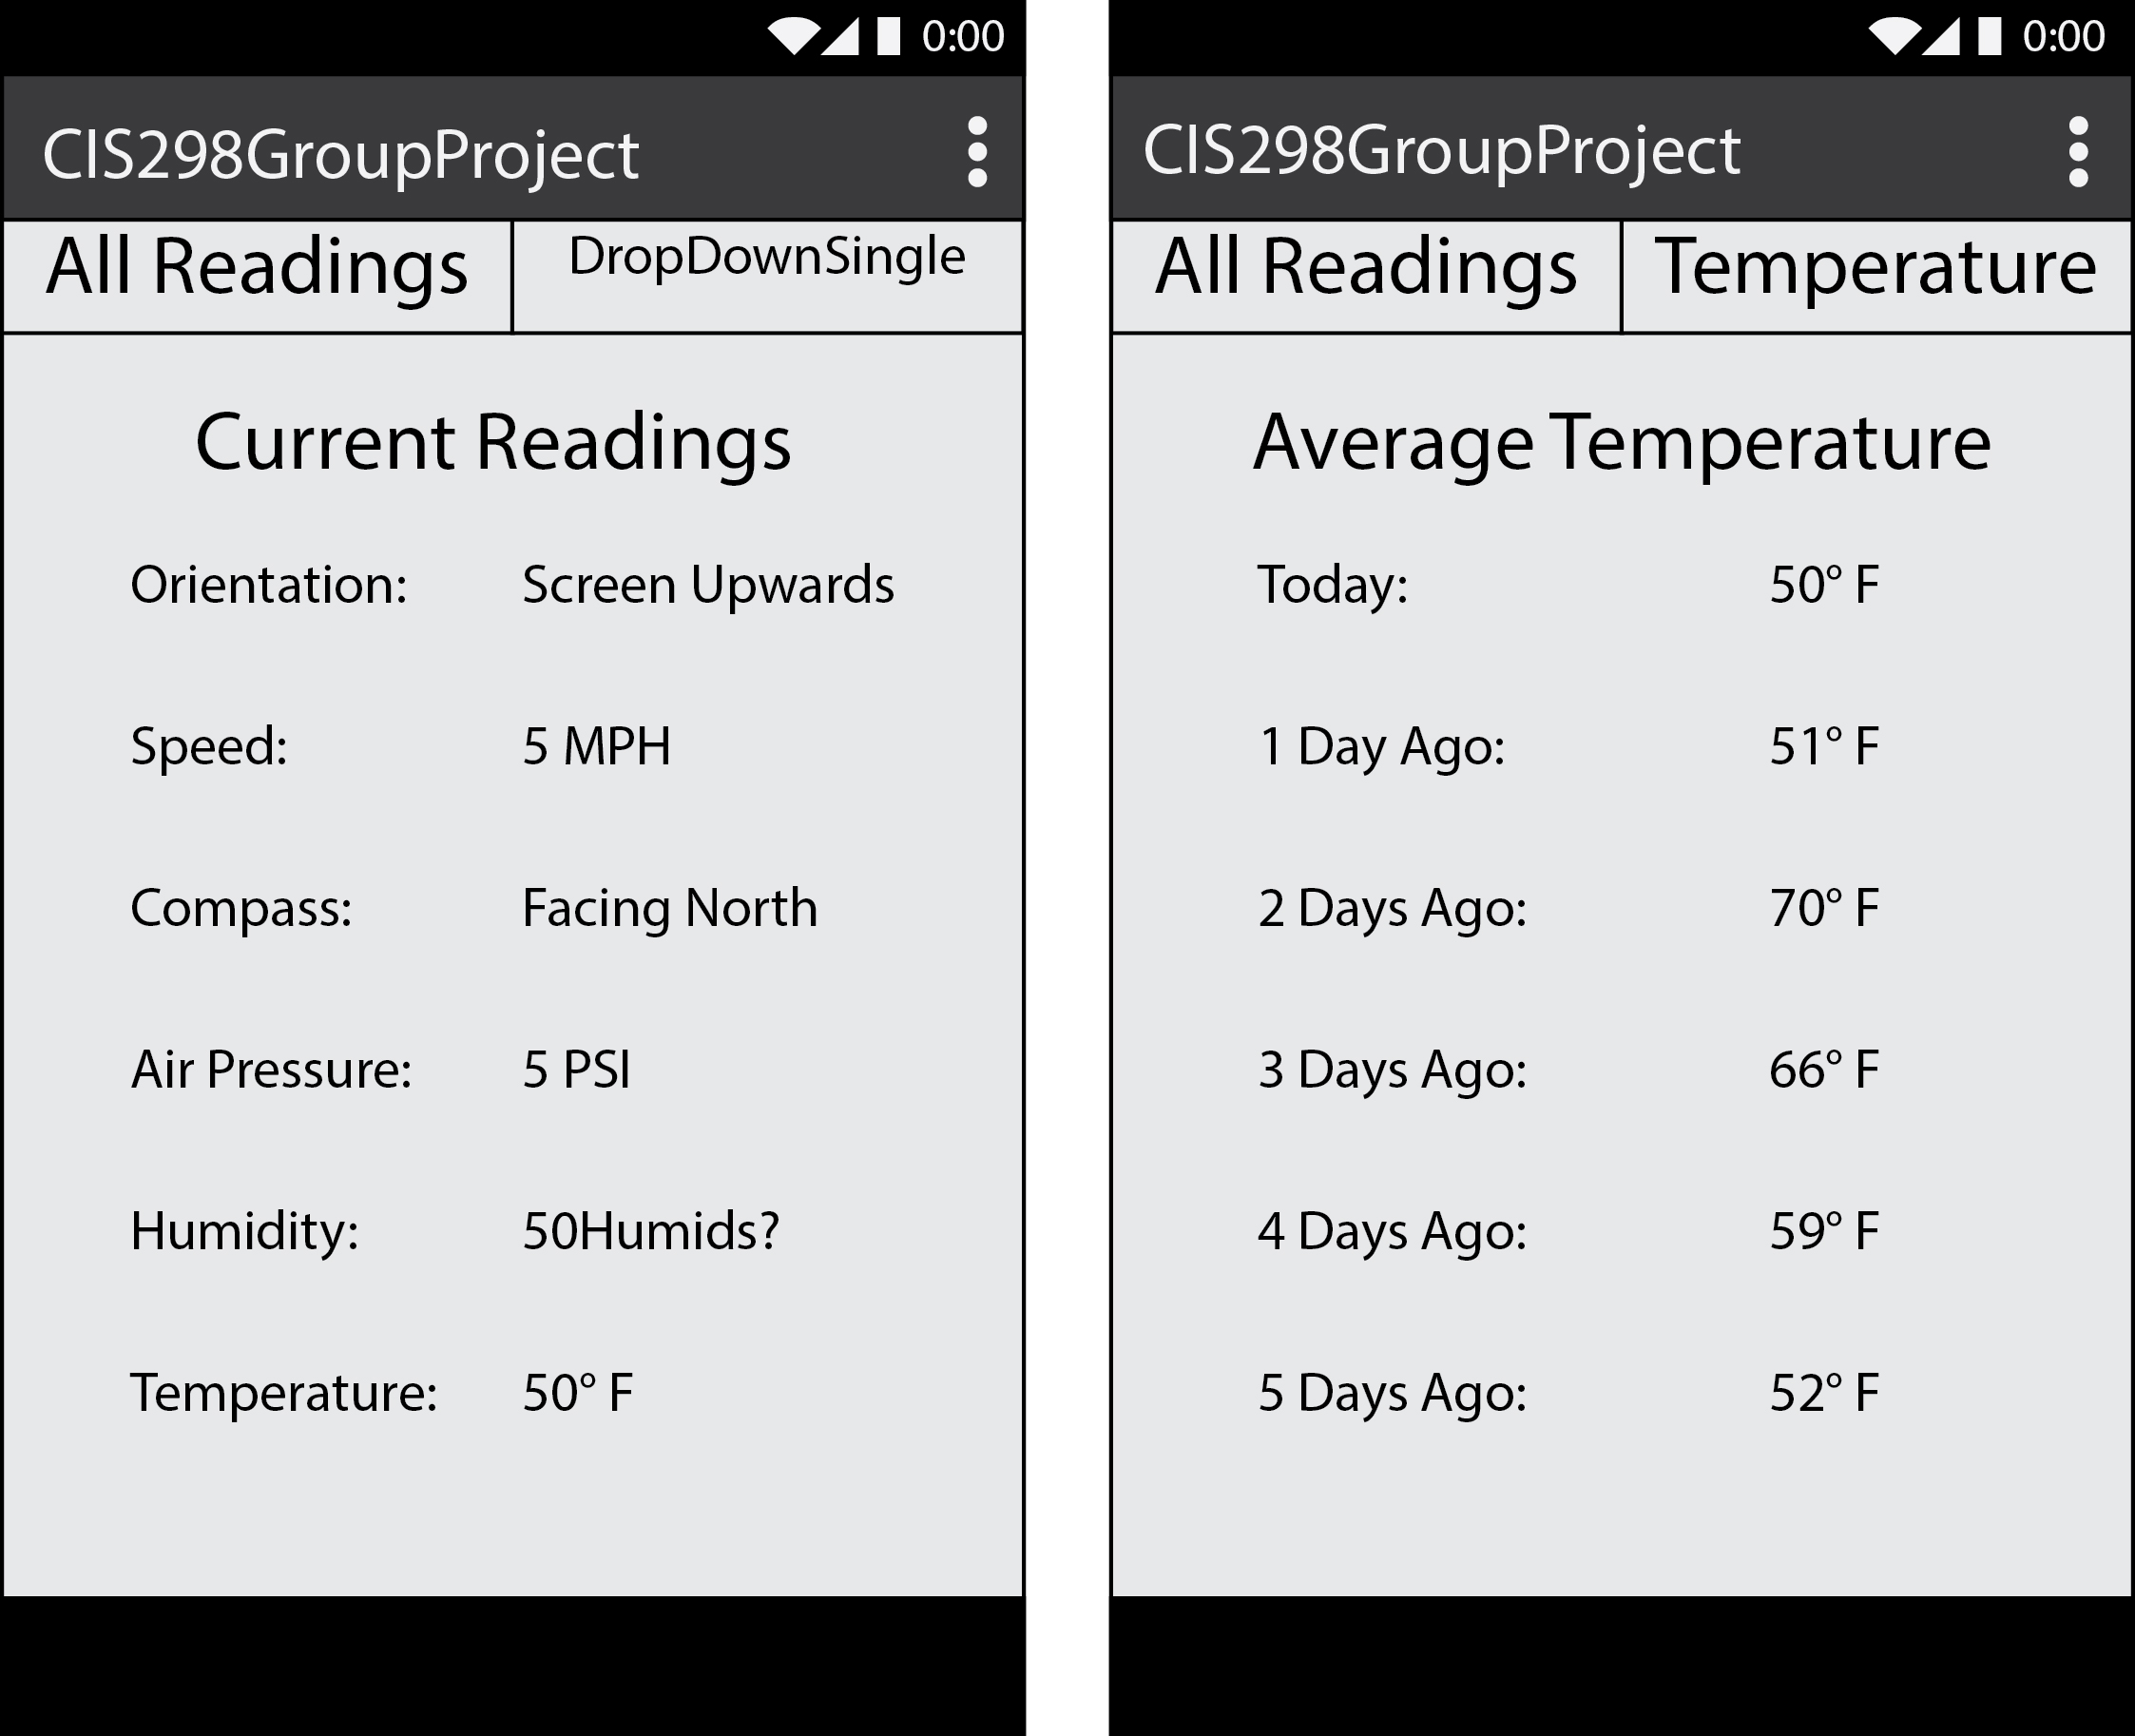 0:00
CIS298GroupProject
All Readings
DropDownSingle
Current Readings
Orientation: Screen Upwards
Speed: 5 MPH
Compass: Facing North
Air Pressure: 5 PSI
Humidity: 50Humids?
Temperature: 50° F
0:00
CIS298GroupProject
All Readings
Temperature
Average Temperature
Today: 50° F
1 Day Ago: 51° F
2 Days Ago: 70° F
3 Days Ago: 66° F
4 Days Ago: 59° F
5 Days Ago: 52° F